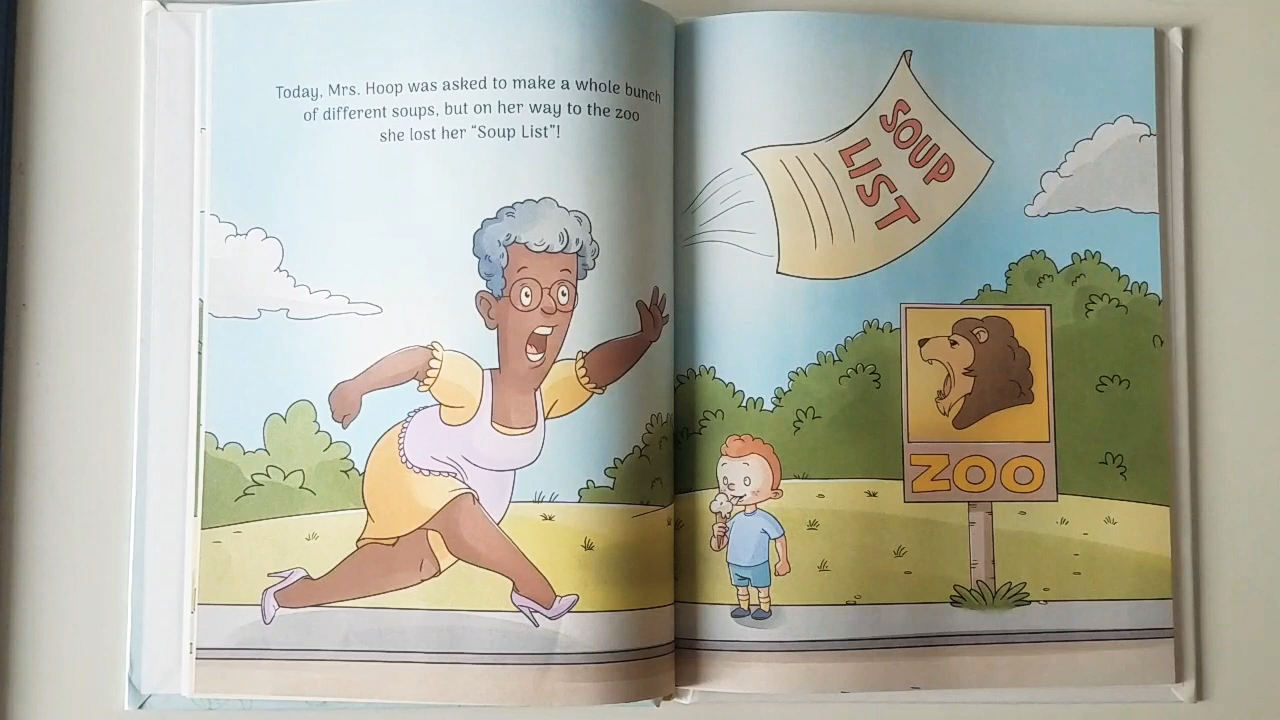 Today, Mrs. Hoop was asked to make a whole bunch
of different soups, but on her way to the zoo
she lost her “Soup List”!
SOUP
LIST
ZOO